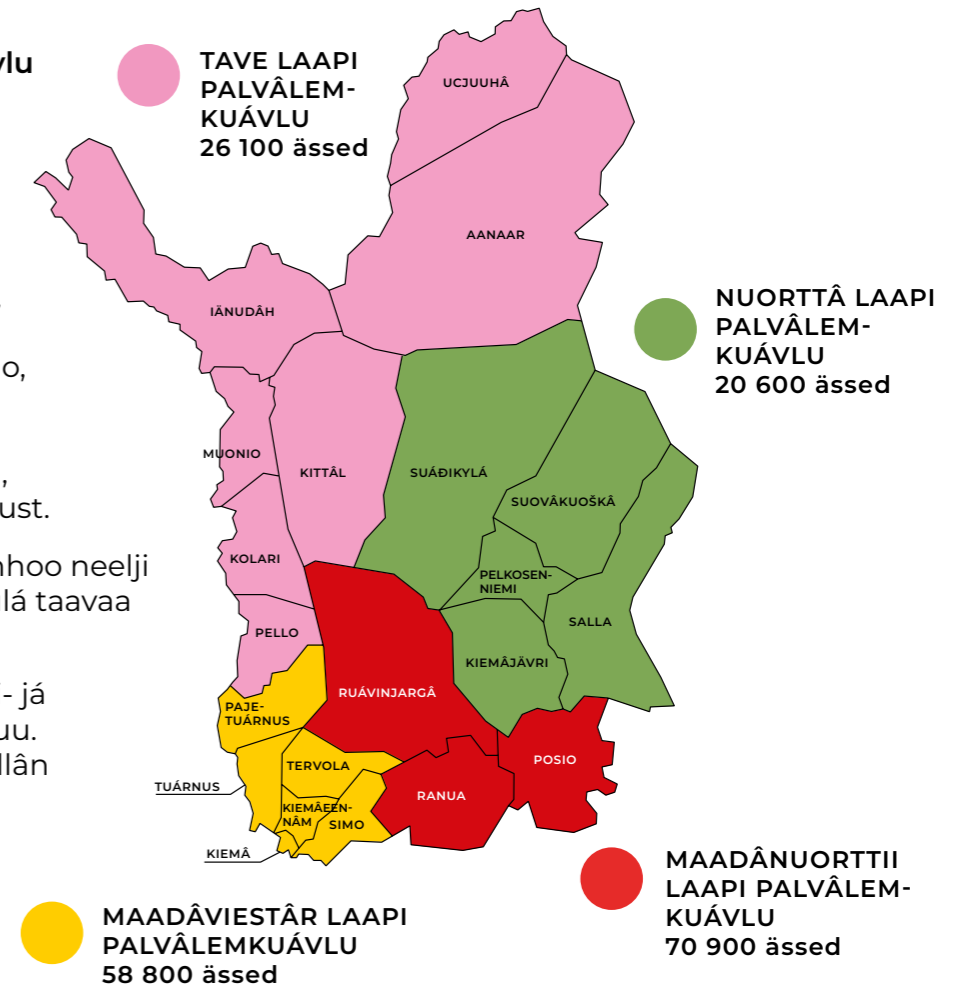 vlu
o,
,
ust.
nhoo neelji
lá taavaa
- já
uu.
llân
TAVE LAAPI
PALVÂLEM-
KUÁVLU
26 100 ässed
UCJUUHÂ
AANAAR
IÄNUDÂH
NUORTTÂ LAAPI
PALVÂLEM-
KUÁVLU
20 600 ässed
MUONIO
KITTÂL
SUÁĐIKYLÁ
SUOVÂKUOŠKÂ
KOLARI
PELKOSEN-
NIEMI
SALLA
PELLO
KIEMÂJÄVRI
RUÁVINJARGÂ
PAJE-
TUÁRNUS
TERVOLA
POSIO
TUÁRNUS
RANUA
KIEMÂEEN-
NÂM
SIMO
KIEMÂ
MAADÂNUORTTII
LAAPI PALVÂLEM-
KUÁVLU
70 900 ässed
MAADÂVIESTÂR LAAPI
PALVÂLEMKUÁVLU
58 800 ässed